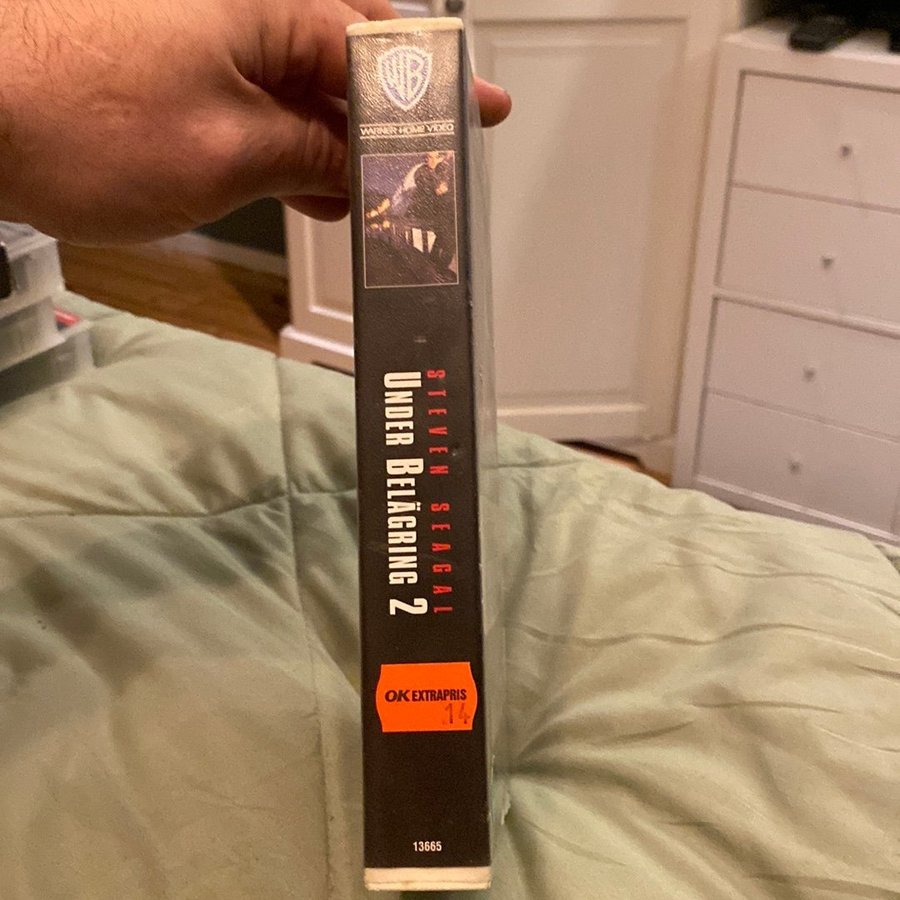 WB
WARNER HOME VIDEO
STEVEN SEAGAL
UNDER BELÄGRING 2
OK EXTRAPRIS
14
13665